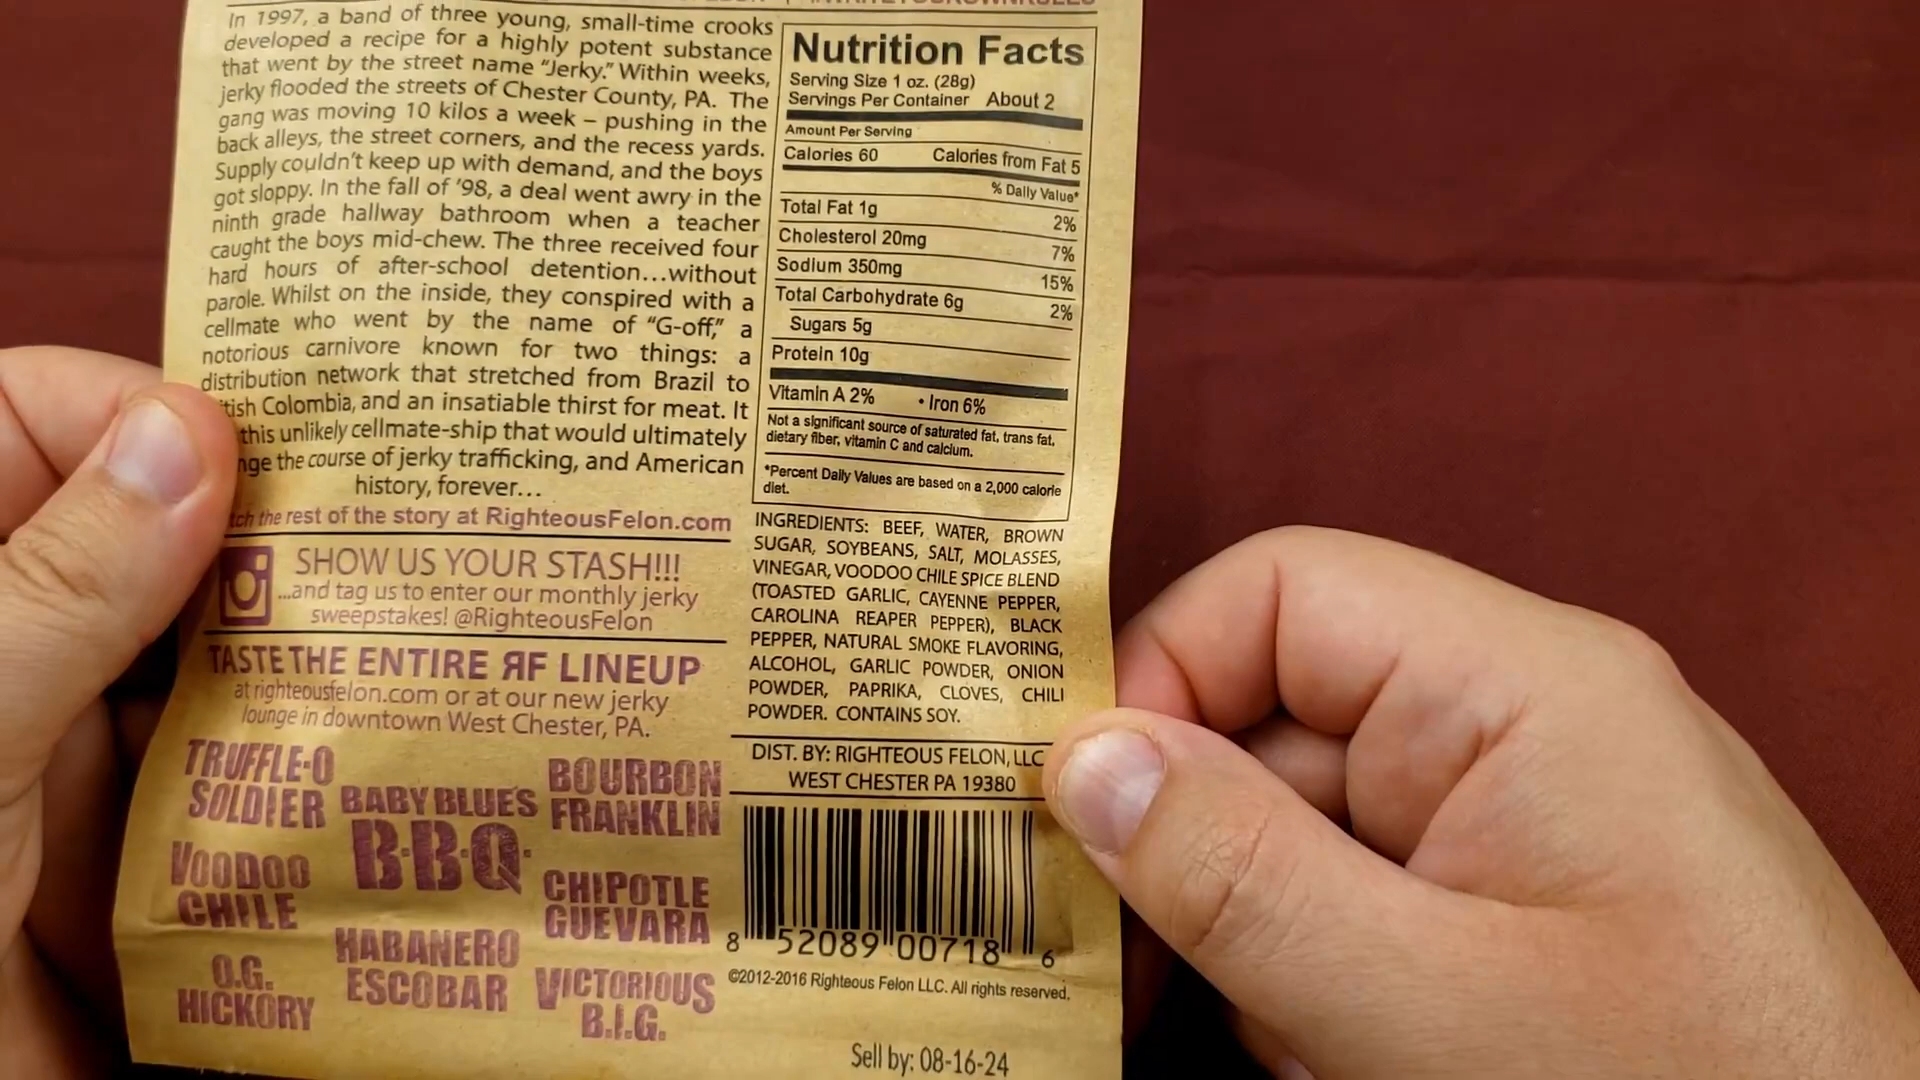 In 1997, a band of three young, small-time crooks
developed a recipe for a highly potent substance
that went by the street name “Jerky.” Within weeks,
jerky flooded the streets of Chester County, PA. The
gang was moving 10 kilos a week – pushing in the
back alleys, the street corners, and the recess yards.
Supply couldn’t keep up with demand, and the boys
got sloppy. In the fall of ‘98, a deal went awry in the
ninth grade hallway bathroom when a teacher
caught the boys mid-chew. The three received four
hard hours of after-school detention…without
parole. Whilst on the inside, they conspired with a
cellmate who went by the name of “G-off,” a
notorious carnivore known for two things: a
distribution network that stretched from Brazil to
Colombia, and an insatiable thirst for meat. It
this unlikely cellmate-ship that would ultimately
the course of jerky trafficking, and American
history, forever…
the rest of the story at RighteousFelon.com
SHOW US YOUR STASH!!!
...and tag us to enter our monthly jerky
sweepstakes! @RighteousFelon
TASTE THE ENTIRE ЯF LINEUP
at righteousfelon.com or at our new jerky
lounge in downtown West Chester, PA.
TRUFFLE-O
SOLDIER
BABY BLUE'S
B·B·Q·
BOURBON
FRANKLIN
VOODOO
CHILE
CHIPOTLE
GUEVARA
HABANERO
ESCOBAR
O.G.
HICKORY
VICTORIOUS
B.I.G.
Nutrition Facts
Serving Size 1 oz. (28g)
Servings Per Container About 2
Amount Per Serving
Calories 60 Calories from Fat 5
% Daily Value*
Total Fat 1g 2%
Cholesterol 20mg 7%
Sodium 350mg 15%
Total Carbohydrate 6g 2%
Sugars 5g
Protein 10g
Vitamin A 2% • Iron 6%
Not a significant source of saturated fat, trans fat,
dietary fiber, vitamin C and calcium.
*Percent Daily Values are based on a 2,000 calorie
diet.
INGREDIENTS: BEEF, WATER, BROWN
SUGAR, SOYBEANS, SALT, MOLASSES,
VINEGAR, VOODOO CHILE SPICE BLEND
(TOASTED GARLIC, CAYENNE PEPPER,
CAROLINA REAPER PEPPER), BLACK
PEPPER, NATURAL SMOKE FLAVORING,
ALCOHOL, GARLIC POWDER, ONION
POWDER, PAPRIKA, CLOVES, CHILI
POWDER. CONTAINS SOY.
DIST. BY: RIGHTEOUS FELON, LLC
WEST CHESTER PA 19380
8 52089 00718 6
©2012-2016 Righteous Felon LLC. All rights reserved.
Sell by: 08-16-24